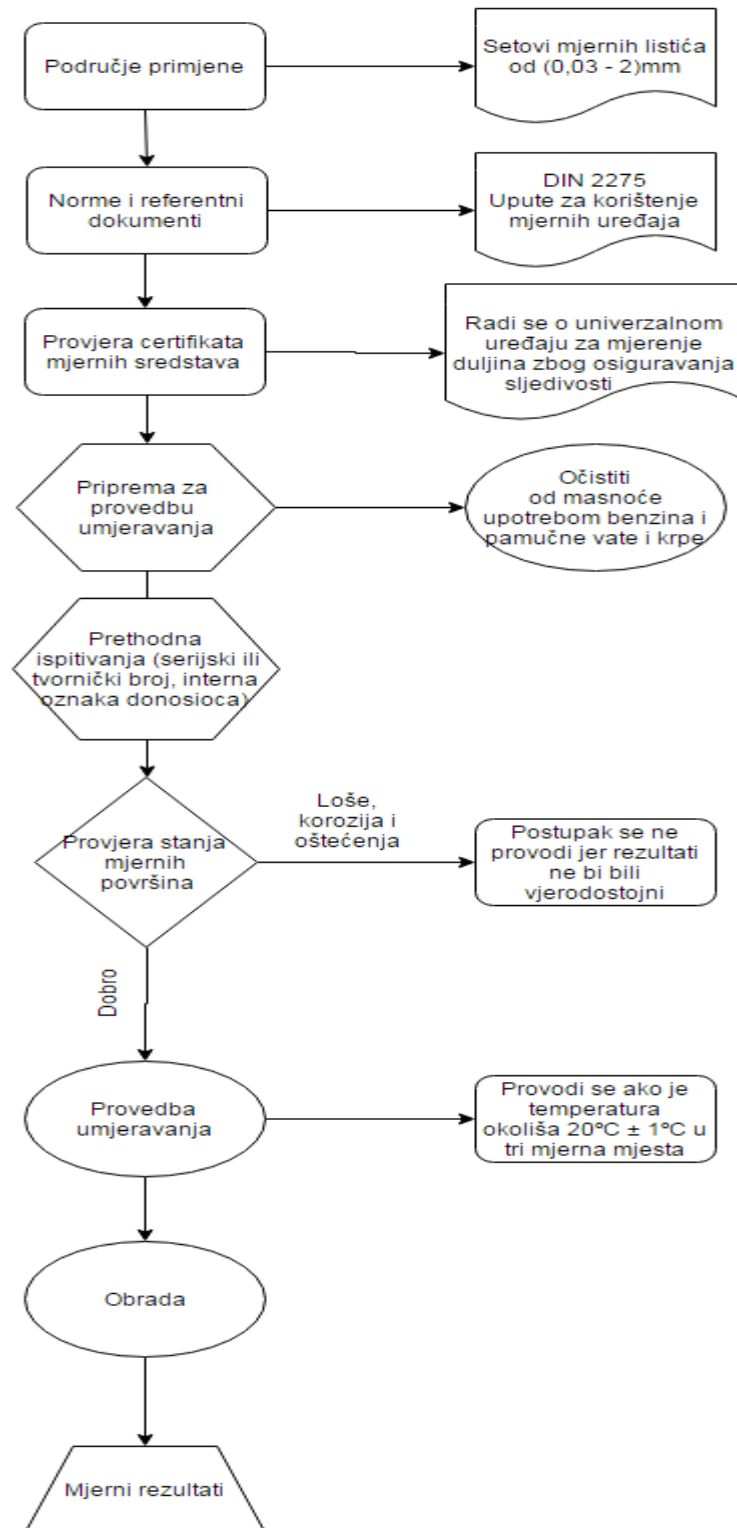 Područje primjene
Setovi mjernih listića
od (0,03 - 2)mm
Norme i referentni
dokumenti
DIN 2275
Upute za korištenje
mjernih uređaja
Provjera certifikata
mjernih sredstava
Radi se o univerzalnom
uređaju za mjerenje
duljina zbog osiguravanja
sljedivosti
Priprema za
provedbu
umjeravanja
Očistiti
od masnoće
upotrebom benzina i
pamučne vate i krpe
Prethodna
ispitivanja (serijski ili
tvornički broj, interna
oznaka donosioca)
Provjera stanja
mjernih
površina
Loše,
korozija i
oštećenja
Postupak se ne
provodi jer rezultati
ne bi bili
vjerodostojni
Dobro
Provedba
umjeravanja
Provodi se ako je
temperatura
okoliša 20ºC ± 1ºC u
tri mjerna mjesta
Obrada
Mjerni rezultati